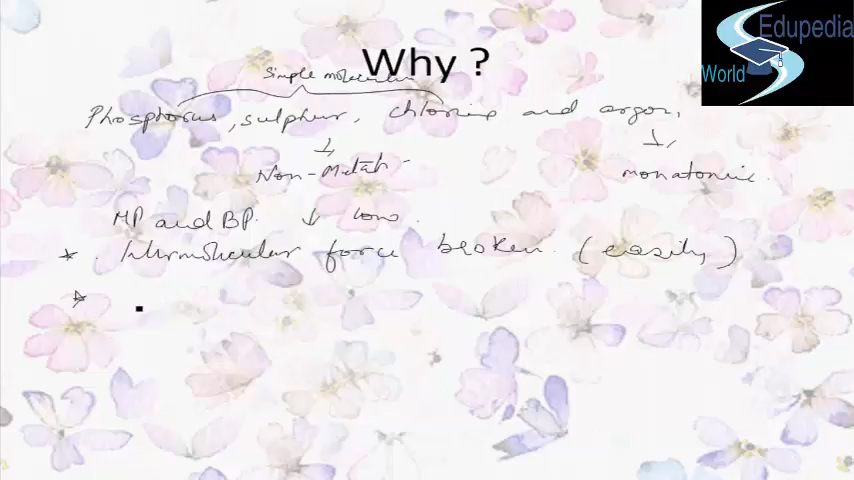 Edupedia
World
Why ?
Simple molecular
Phosphorus, sulphur, chlorine and argon,
Non-Metals
monatomic.
MP and BP. ↓ low.
* . Intermolecular force broken. (easily)
*